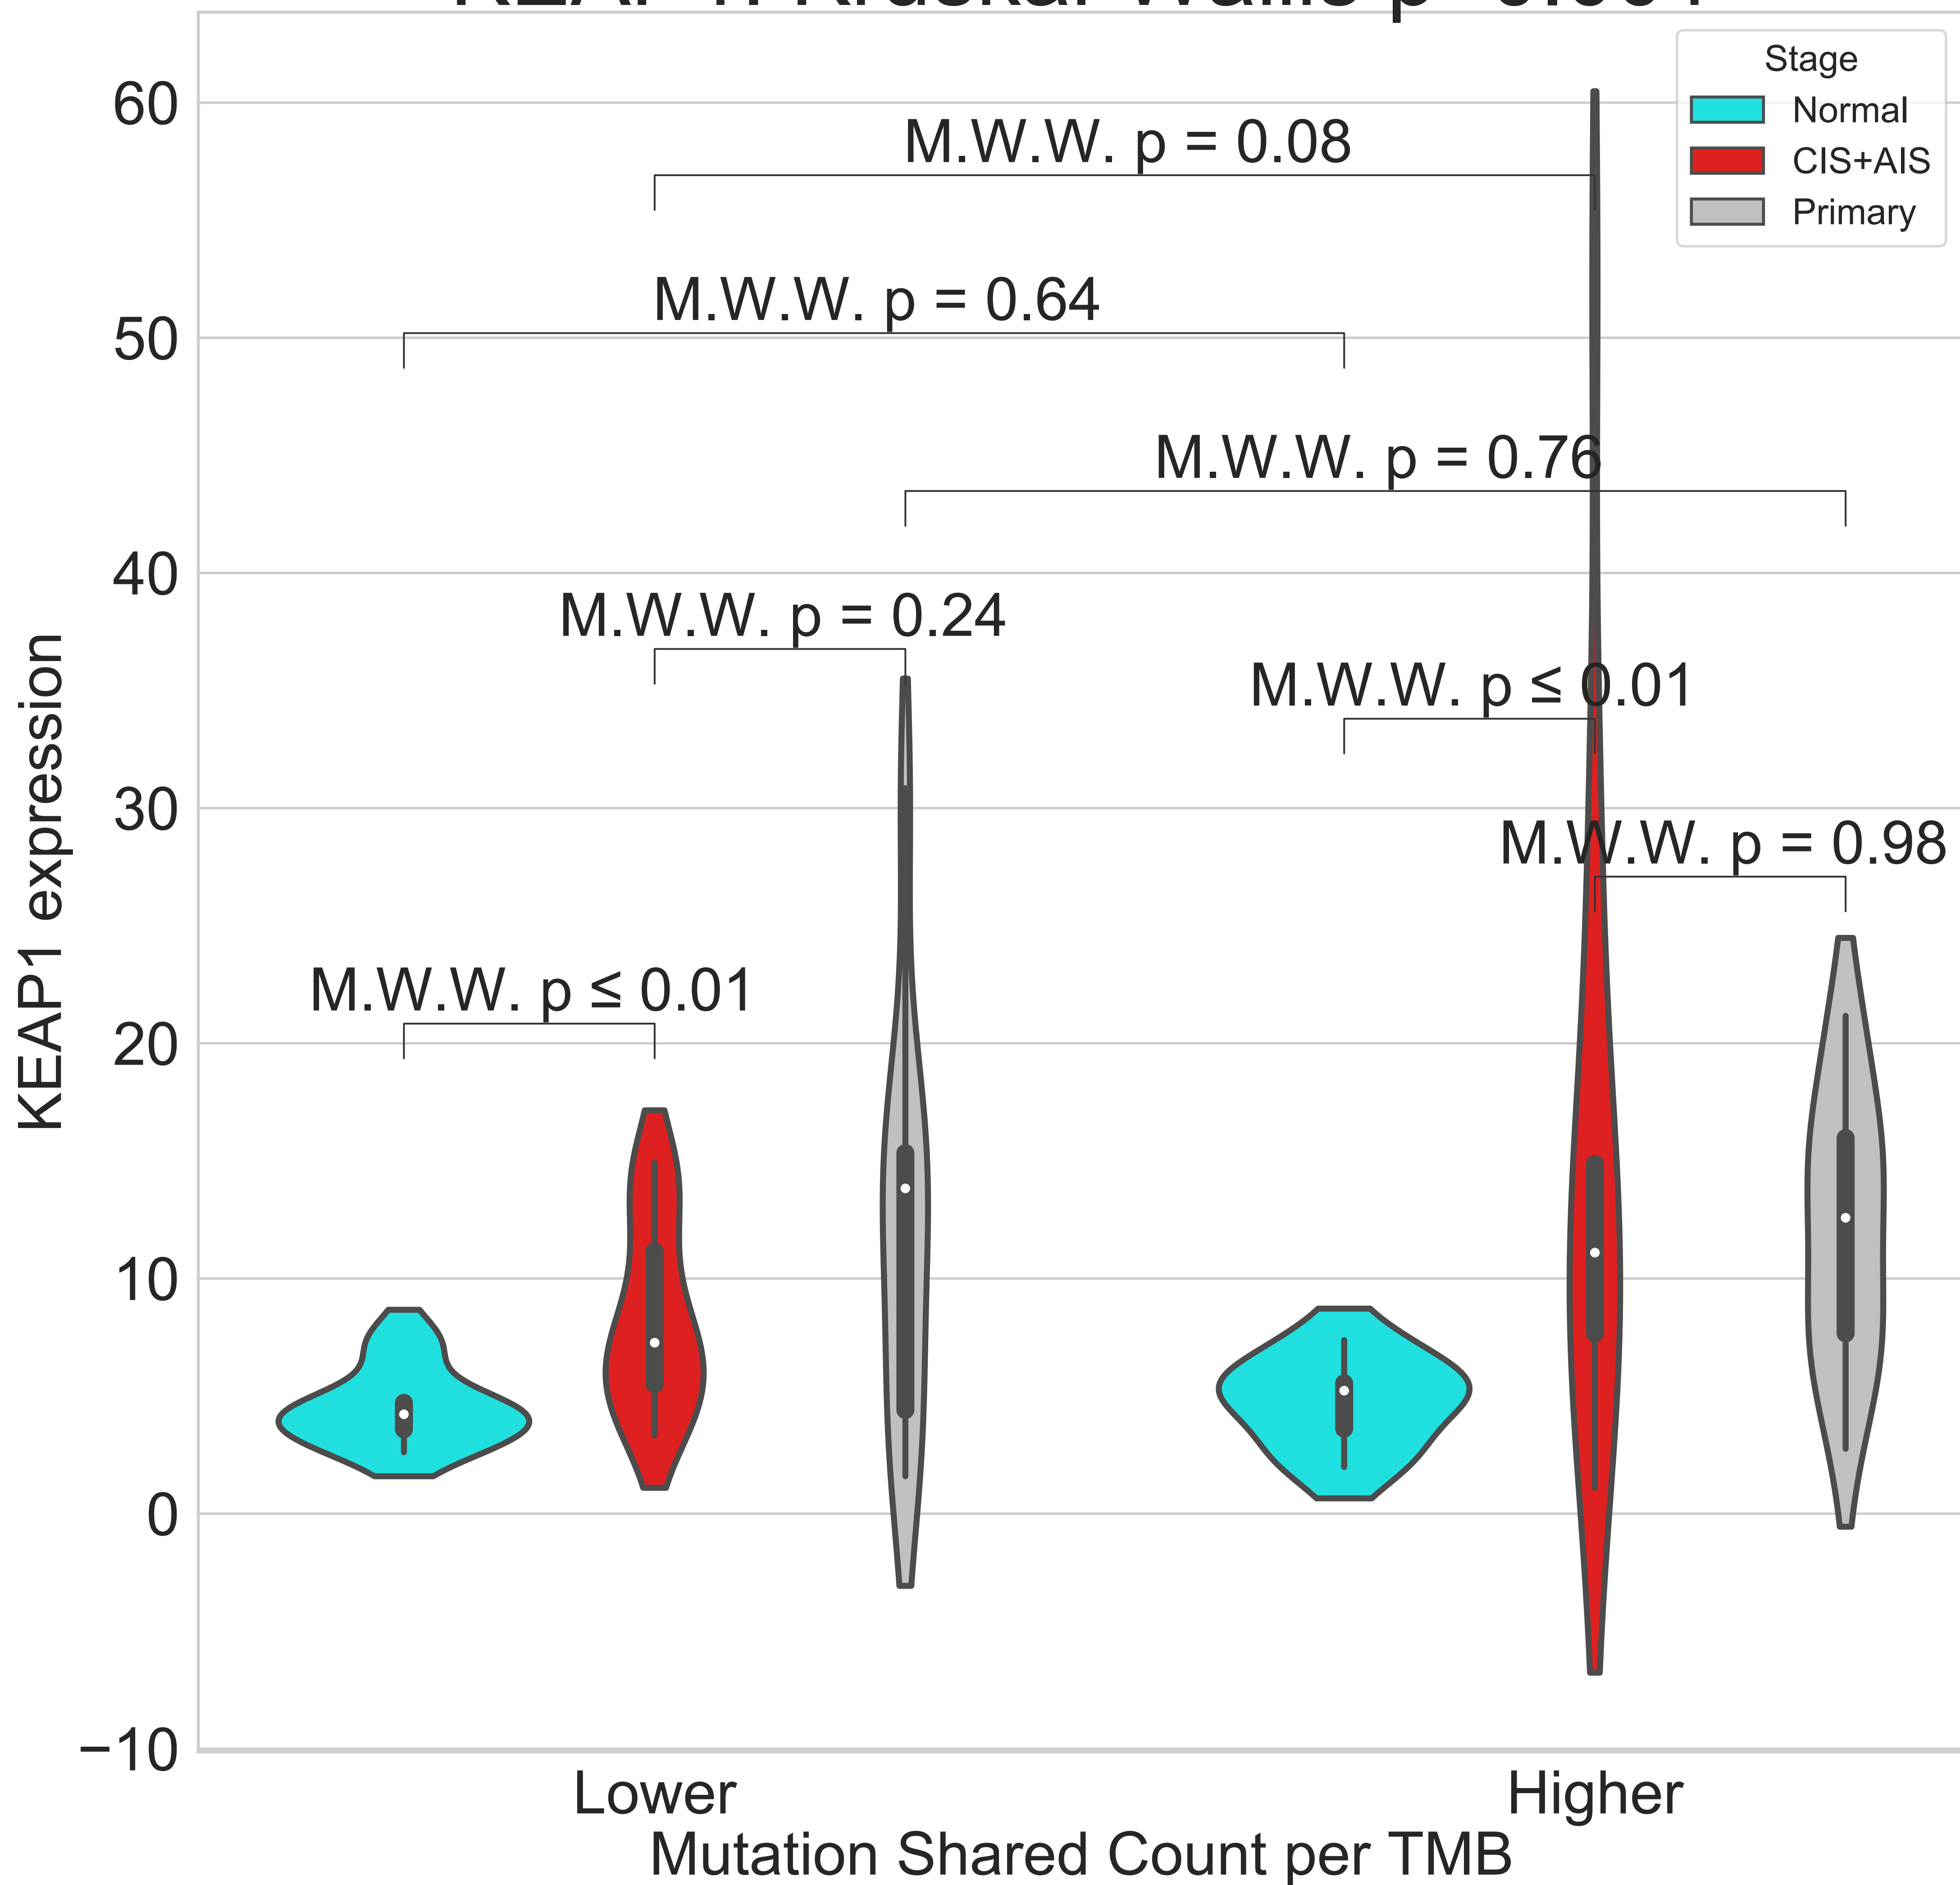 Stage
Normal
CIS+AIS
Primary
60
50
40
30
20
10
0
−10
KEAP1 expression
M.W.W. p = 0.08
M.W.W. p = 0.64
M.W.W. p = 0.76
M.W.W. p = 0.24
M.W.W. p ≤ 0.01
M.W.W. p = 0.98
M.W.W. p ≤ 0.01
Lower
Higher
Mutation Shared Count per TMB